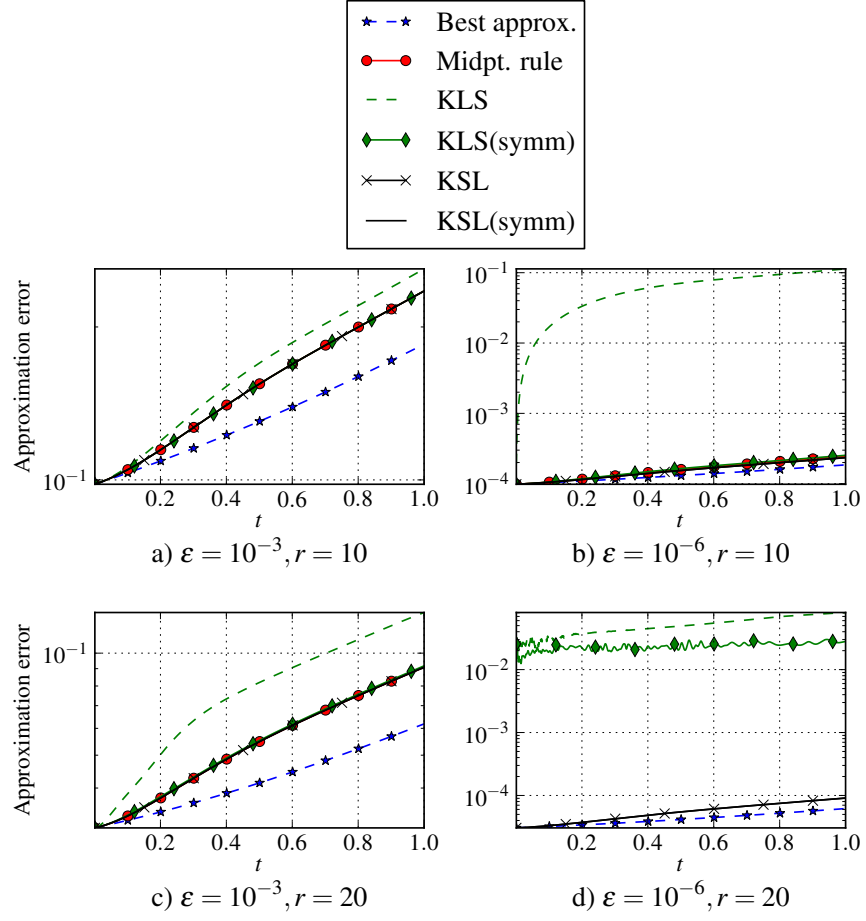 Best approx.
Midpt. rule
KLS
KLS(symm)
KSL
KSL(symm)
Approximation error
10⁻¹
0.2 0.4 0.6 0.8 1.0
t
a) ε = 10⁻³, r = 10
10⁻¹
10⁻²
10⁻³
10⁻⁴
0.2 0.4 0.6 0.8 1.0
t
b) ε = 10⁻⁶, r = 10
Approximation error
10⁻¹
0.2 0.4 0.6 0.8 1.0
t
c) ε = 10⁻³, r = 20
10⁻²
10⁻³
10⁻⁴
0.2 0.4 0.6 0.8 1.0
t
d) ε = 10⁻⁶, r = 20